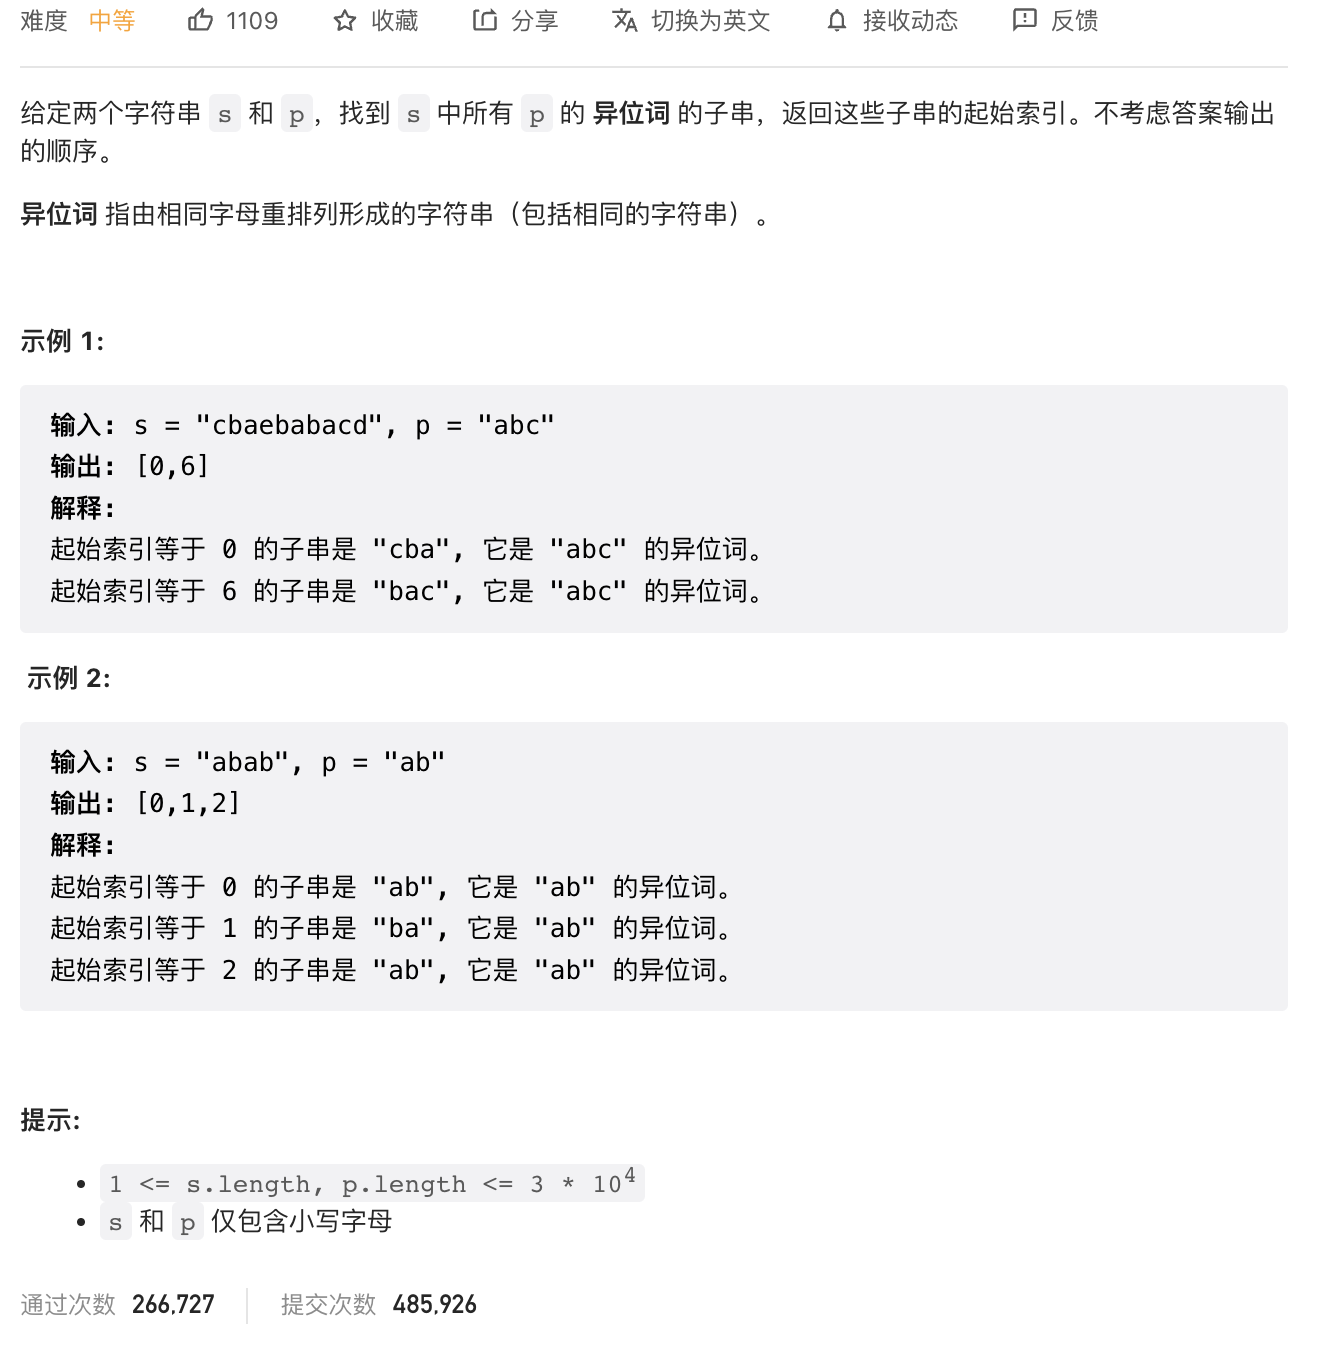 难度 中等 1109 收藏 分享 切换为英文 接收动态 反馈
给定两个字符串 s 和 p，找到 s 中所有 p 的 异位词 的子串，返回这些子串的起始索引。不考虑答案输出
的顺序。
异位词 指由相同字母重排列形成的字符串（包括相同的字符串）。
示例 1:
输入: s = "cbaebabacd", p = "abc"
输出: [0,6]
解释:
起始索引等于 0 的子串是 "cba", 它是 "abc" 的异位词。
起始索引等于 6 的子串是 "bac", 它是 "abc" 的异位词。
示例 2:
输入: s = "abab", p = "ab"
输出: [0,1,2]
解释:
起始索引等于 0 的子串是 "ab", 它是 "ab" 的异位词。
起始索引等于 1 的子串是 "ba", 它是 "ab" 的异位词。
起始索引等于 2 的子串是 "ab", 它是 "ab" 的异位词。
提示:
• 1 <= s.length, p.length <= 3 * 10⁴
• s 和 p 仅包含小写字母
通过次数 266,727 提交次数 485,926